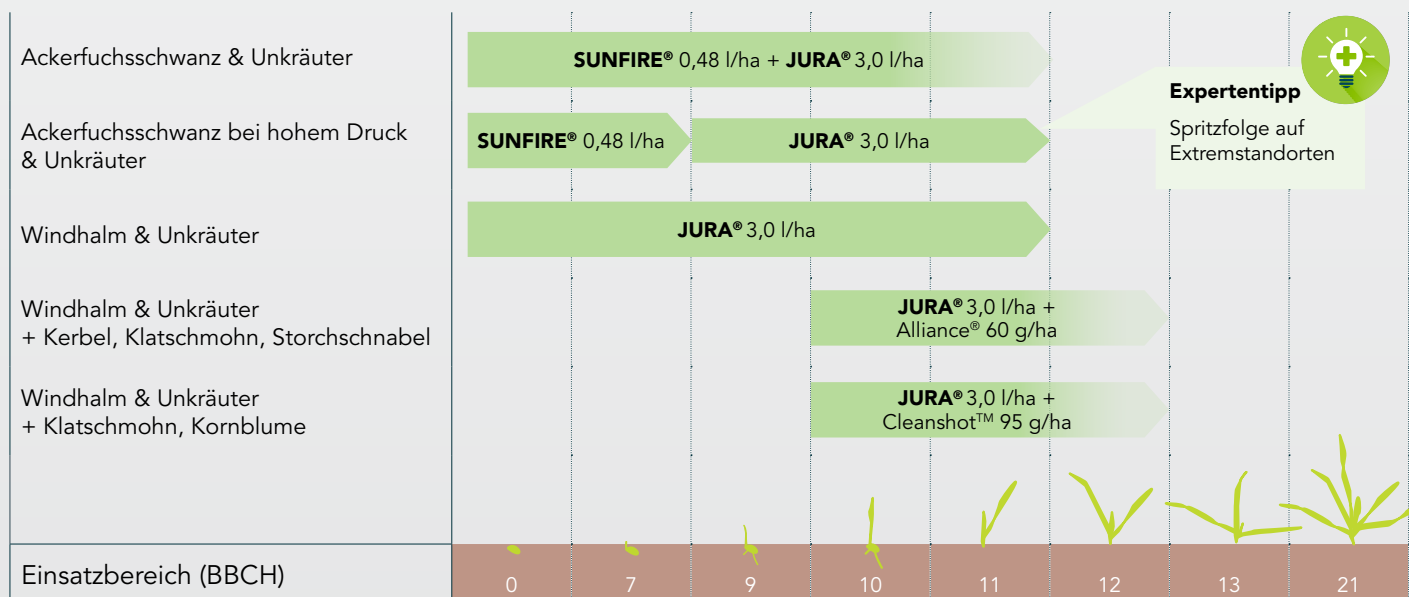 Ackerfuchsschwanz & Unkräuter
SUNFIRE® 0,48 l/ha + JURA® 3,0 l/ha
Expertentipp
Spritzfolge auf
Extremstandorten
Ackerfuchsschwanz bei hohem Druck
& Unkräuter
SUNFIRE® 0,48 l/ha
JURA® 3,0 l/ha
Windhalm & Unkräuter
JURA® 3,0 l/ha
Windhalm & Unkräuter
+ Kerbel, Klatschmohn, Storchschnabel
JURA® 3,0 l/ha +
Alliance® 60 g/ha
Windhalm & Unkräuter
+ Klatschmohn, Kornblume
JURA® 3,0 l/ha +
Cleanshot™ 95 g/ha
Einsatzbereich (BBCH)
0 7 9 10 11 12 13 21